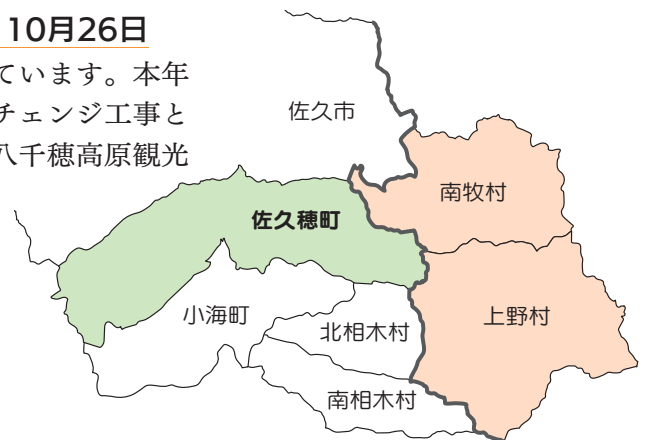 10月26日
ています。本年
チェンジ工事と
八千穂高原観光
佐久市
南牧村
佐久穂町
小海町
北相木村
上野村
南相木村